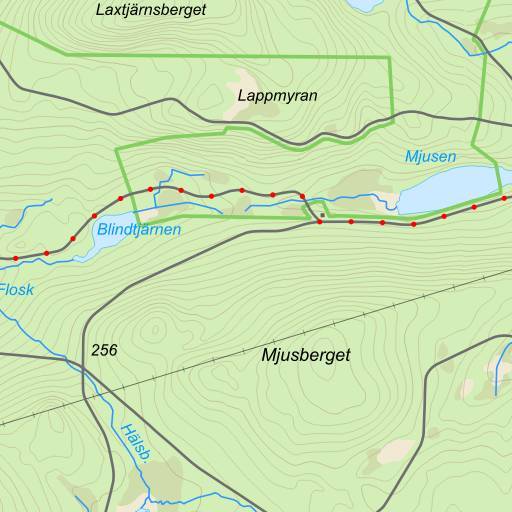 Laxtjärnsberget
Lappmyran
Mjusen
Blindtjärnen
Flosk
256
Mjusberget
Hälsb.